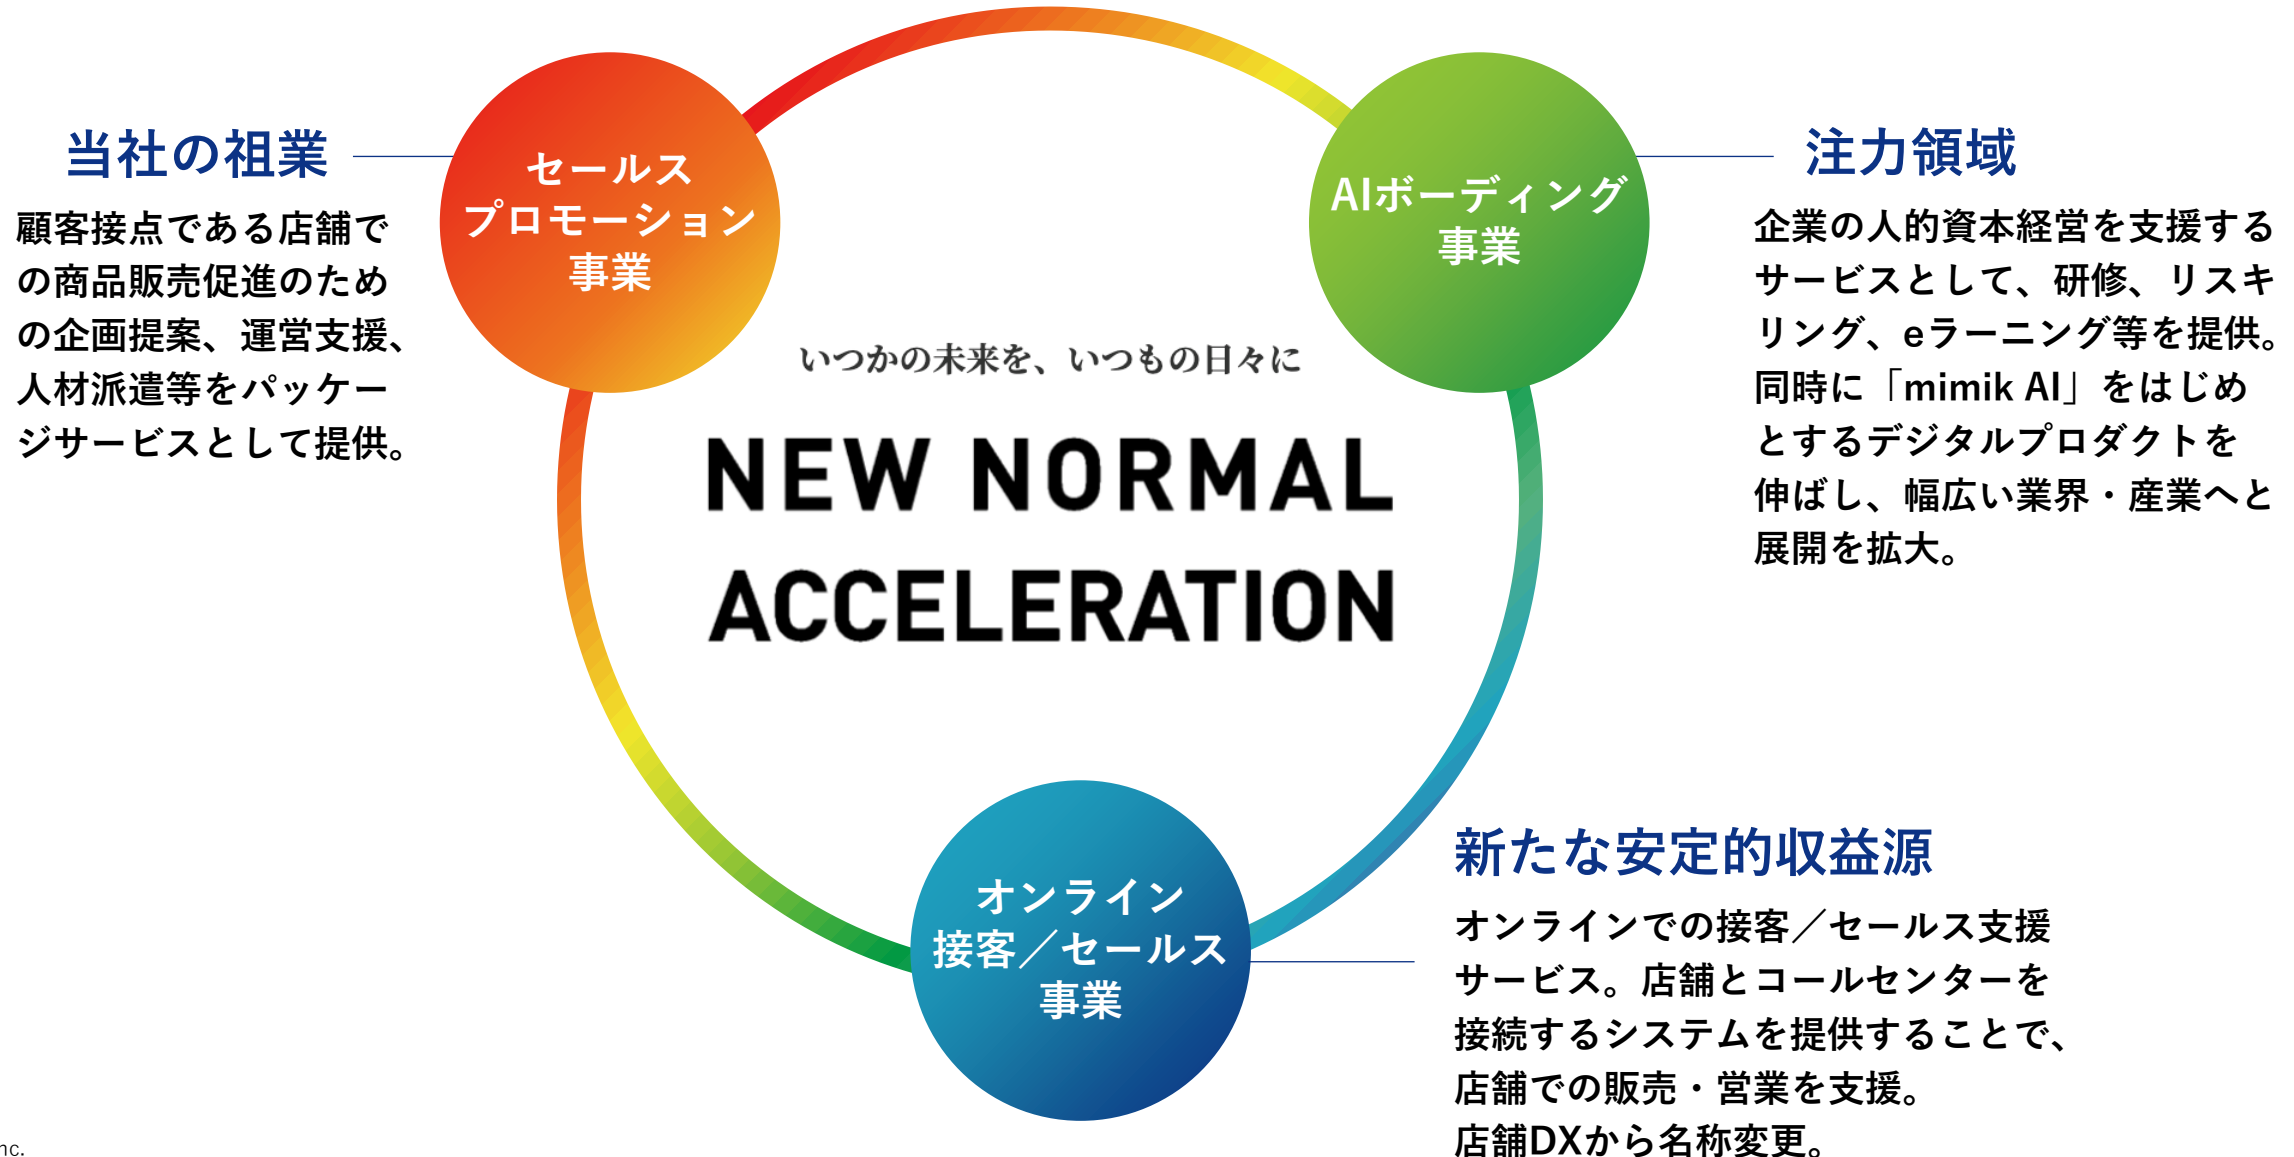 当社の祖業
顧客接点である店舗で
の商品販売促進のため
の企画提案、運営支援、
人材派遣等をパッケー
ジサービスとして提供。
セールス
プロモーション
事業
AIボーディング
事業
注力領域
企業の人的資本経営を支援する
サービスとして、研修、リスキ
リング、eラーニング等を提供。
同時に「mimik AI」をはじめ
とするデジタルプロダクトを
伸ばし、幅広い業界・産業へと
展開を拡大。
いつかの未来を、いつもの日々に
NEW NORMAL
ACCELERATION
オンライン
接客／セールス
事業
新たな安定的収益源
オンラインでの接客／セールス支援
サービス。店舗とコールセンターを
接続するシステムを提供することで、
店舗での販売・営業を支援。
店舗DXから名称変更。
nc.